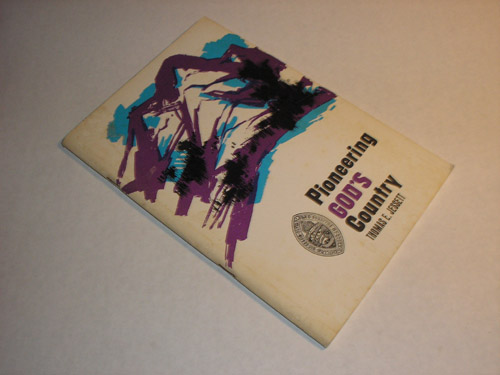 Pioneering
GOD'S
Country
THOMAS E. JESSETT